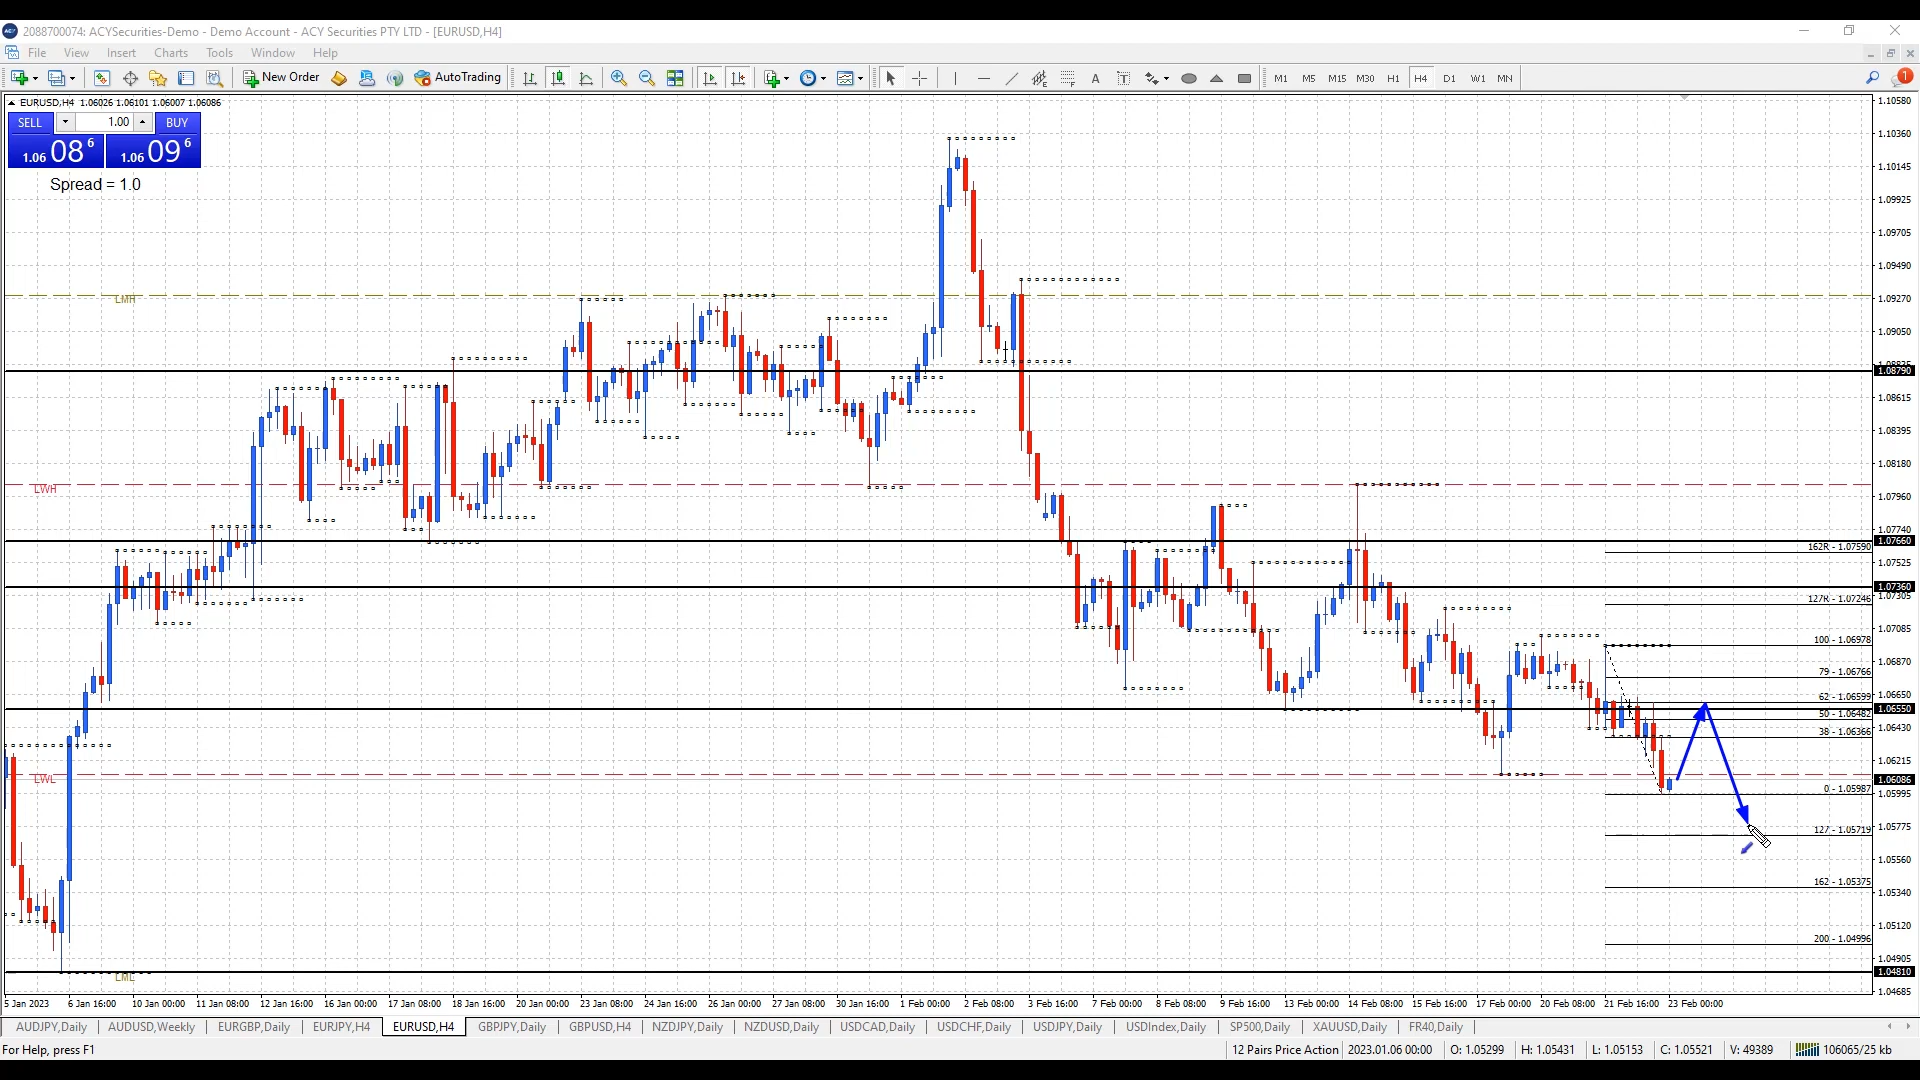 2088700074: ACYSecurities-Demo - Demo Account - ACY Securities PTY LTD - [EURUSD,H4]
File View Insert Charts Tools Window Help
New Order AutoTrading A T M1 M5 M15 M30 H1 H4 D1 W1 MN 1
EURUSD,H4 1.06026 1.06101 1.06007 1.06086
SELL 1.00 BUY
1.06 08 6 1.06 09 6
Spread = 1.0
LMH
LWH
LWL
LML
162R - 1.07590
127R - 1.07246
100 - 1.06978
79 - 1.06766
62 - 1.06599
50 - 1.06482
38 - 1.06366
0 - 1.05987
127 - 1.05719
162 - 1.05375
200 - 1.04996
1.10580
1.10360
1.10145
1.09925
1.09705
1.09490
1.09270
1.09050
1.08835
1.08790
1.08615
1.08395
1.08180
1.07960
1.07740
1.07660
1.07525
1.07360
1.07305
1.07085
1.06870
1.06650
1.06550
1.06430
1.06215
1.06086
1.05995
1.05775
1.05560
1.05340
1.05120
1.04905
1.04810
1.04685
5 Jan 2023 6 Jan 16:00 10 Jan 00:00 11 Jan 08:00 12 Jan 16:00 16 Jan 00:00 17 Jan 08:00 18 Jan 16:00 20 Jan 00:00 23 Jan 08:00 24 Jan 16:00 26 Jan 00:00 27 Jan 08:00 30 Jan 16:00 1 Feb 00:00 2 Feb 08:00 3 Feb 16:00 7 Feb 00:00 8 Feb 08:00 9 Feb 16:00 13 Feb 00:00 14 Feb 08:00 15 Feb 16:00 17 Feb 00:00 20 Feb 08:00 21 Feb 16:00 23 Feb 00:00
AUDJPY,Daily AUDUSD,Weekly EURGBP,Daily EURJPY,H4 EURUSD,H4 GBPJPY,Daily GBPUSD,H4 NZDJPY,Daily NZDUSD,Daily USDCAD,Daily USDCHF,Daily USDJPY,Daily USDIndex,Daily SP500,Daily XAUUSD,Daily FR40,Daily
For Help, press F1 12 Pairs Price Action 2023.01.06 00:00 O: 1.05299 H: 1.05431 L: 1.05153 C: 1.05521 V: 49389 106065/25 kb